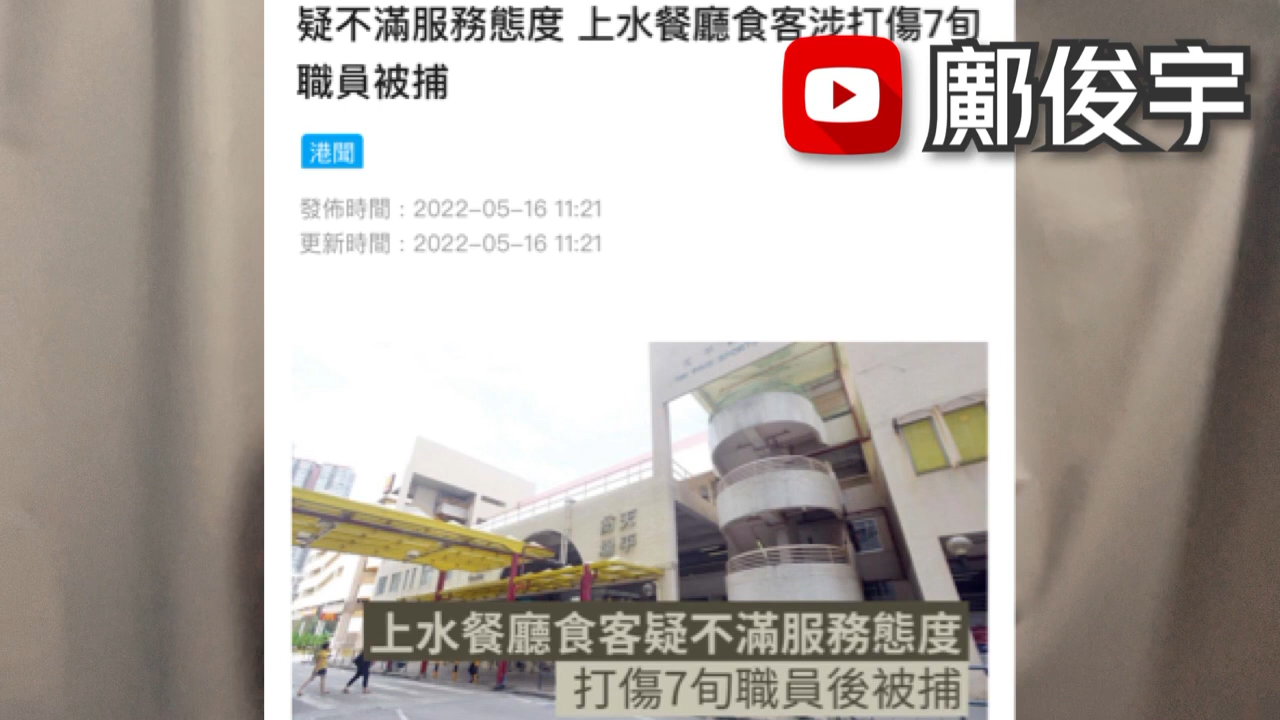 疑不滿服務態度 上水餐廳食客涉打傷7旬
職員被捕
鄺俊宇
港聞
發佈時間：2022-05-16 11:21
更新時間：2022-05-16 11:21
上水餐廳食客疑不滿服務態度
打傷7旬職員後被捕